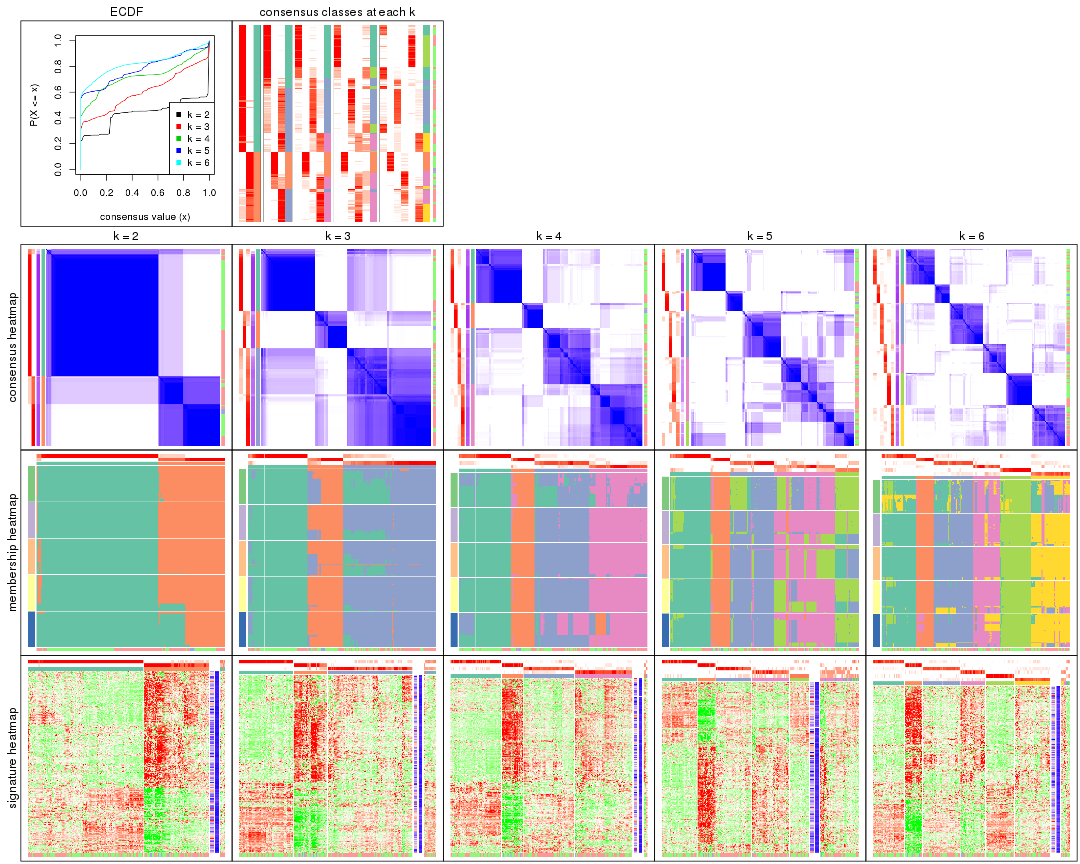 ECDF
consensus classes at each k
P(X <= x)
0.0 0.2 0.4 0.6 0.8 1.0
k = 2
k = 3
k = 4
k = 5
k = 6
0.0 0.2 0.4 0.6 0.8 1.0
consensus value (x)
k = 2 k = 3 k = 4 k = 5 k = 6
consensus heatmap
membership heatmap
signature heatmap